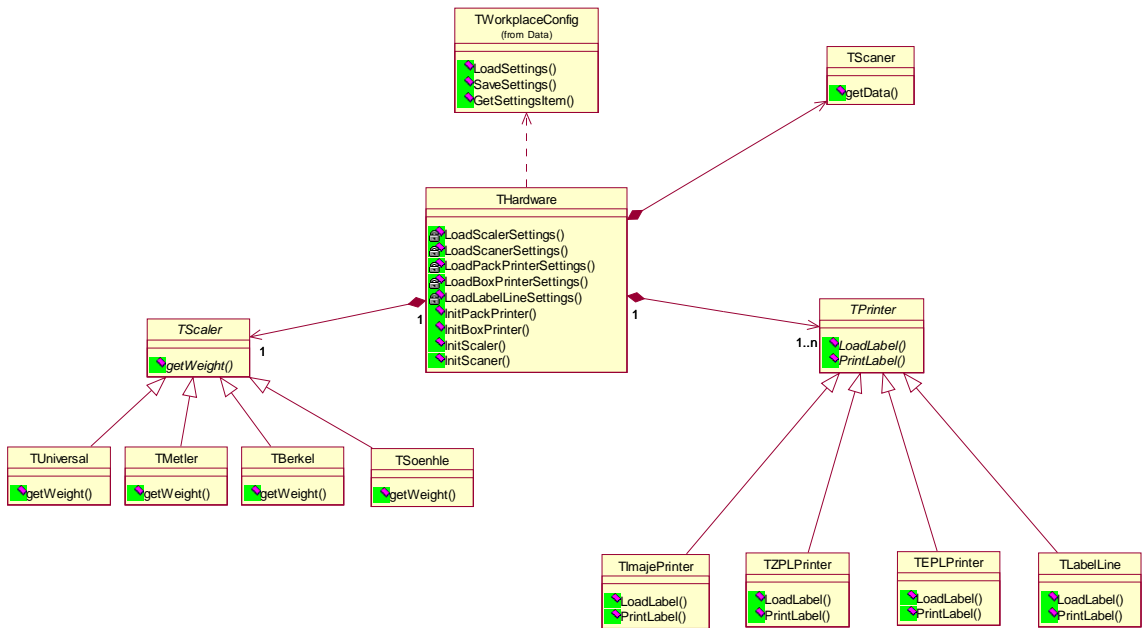 TWorkplaceConfig
(from Data)
LoadSettings()
SaveSettings()
GetSettingsItem()
TScaner
getData()
THardware
LoadScalerSettings()
LoadScanerSettings()
LoadPackPrinterSettings()
LoadBoxPrinterSettings()
LoadLabelLineSettings()
InitPackPrinter()
InitBoxPrinter()
InitScaler()
InitScaner()
1
1
TScaler
getWeight()
1
TPrinter
LoadLabel()
PrintLabel()
1..n
TUniversal
getWeight()
TMetler
getWeight()
TBerkel
getWeight()
TSoenhle
getWeight()
TImajePrinter
LoadLabel()
PrintLabel()
TZPLPrinter
LoadLabel()
PrintLabel()
TEPLPrinter
LoadLabel()
PrintLabel()
TLabelLine
LoadLabel()
PrintLabel()